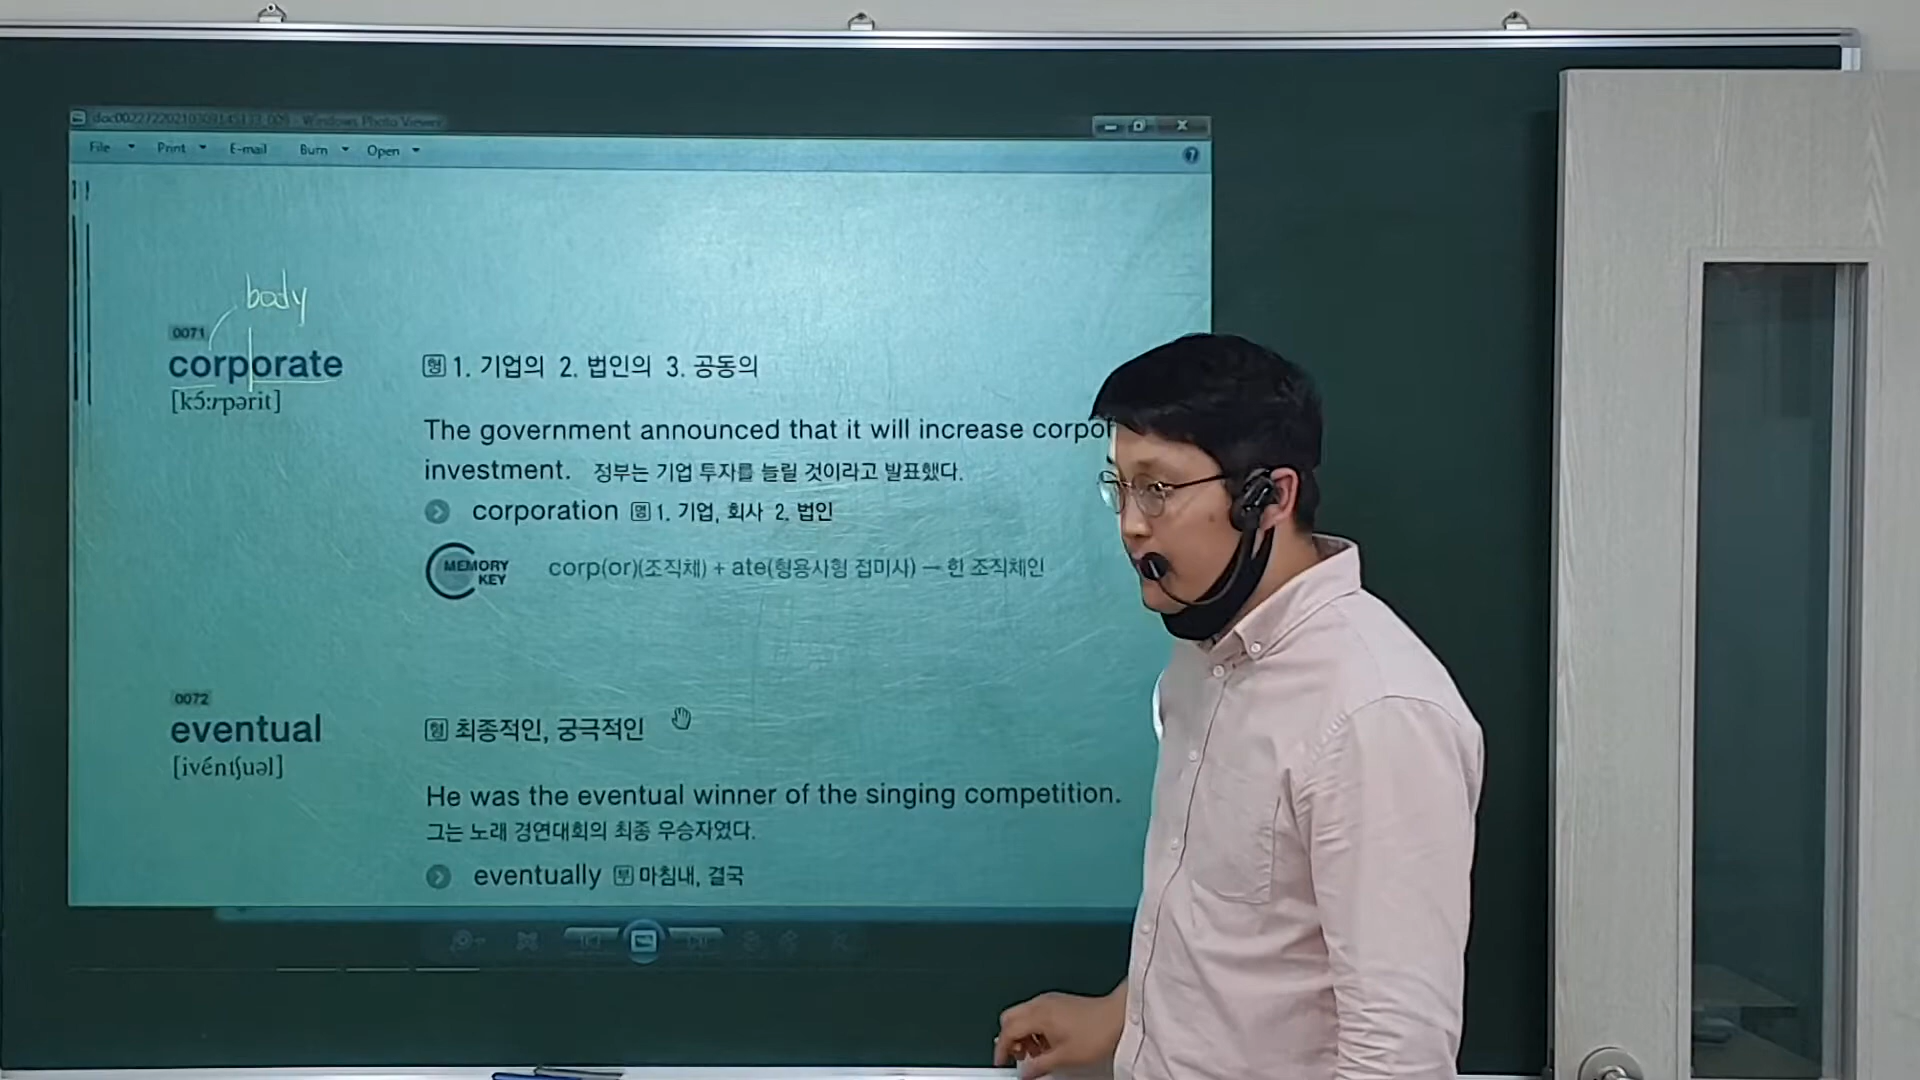 Windows Photo Viewer
File Print E-mail Burn Open
body
0071
corporate
[kɔ́ːrpərit]
형 1. 기업의 2. 법인의 3. 공동의
The government announced that it will increase corpor
investment. 정부는 기업 투자를 늘릴 것이라고 발표했다.
corporation 명 1. 기업, 회사 2. 법인
MEMORY KEY corp(or)(조직체) + ate(형용사형 접미사) ─ 한 조직체인
0072
eventual
[ivéntʃuəl]
형 최종적인, 궁극적인
He was the eventual winner of the singing competition.
그는 노래 경연대회의 최종 우승자였다.
eventually 부 마침내, 결국